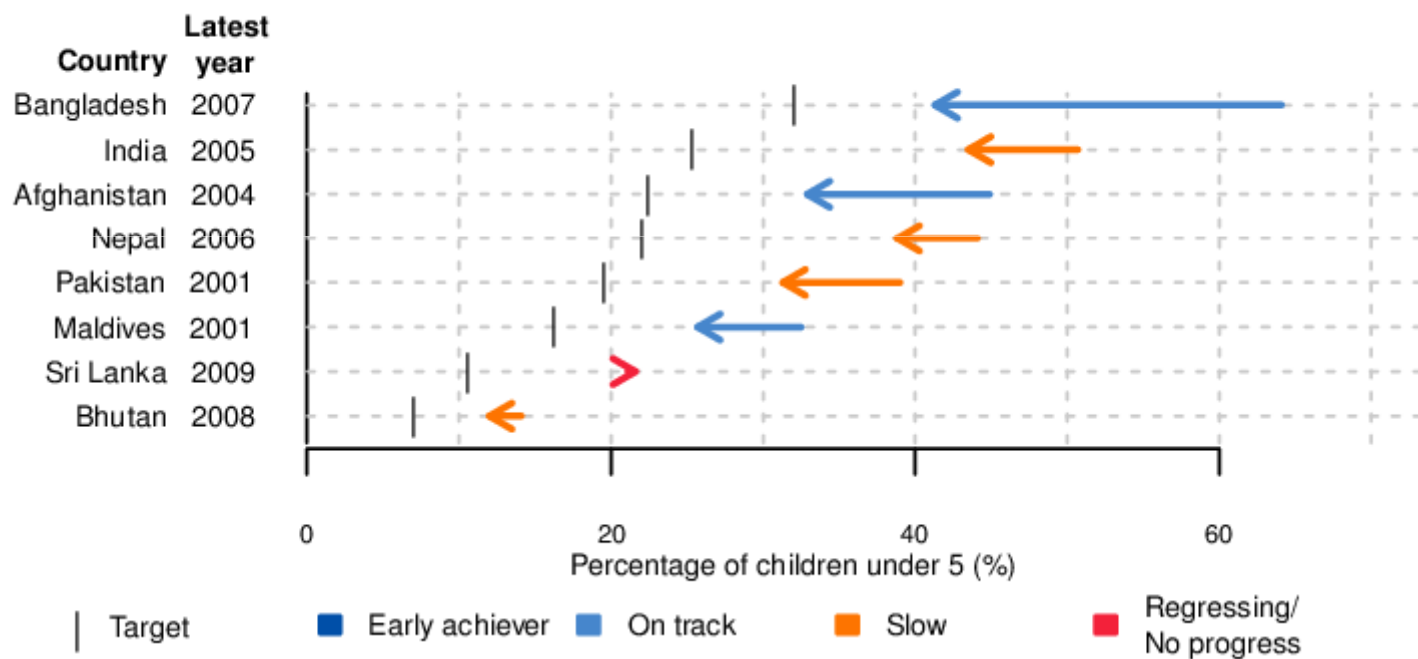 Country Latest year
Bangladesh 2007
India 2005
Afghanistan 2004
Nepal 2006
Pakistan 2001
Maldives 2001
Sri Lanka 2009
Bhutan 2008
0 20 40 60
Percentage of children under 5 (%)
Target Early achiever On track Slow Regressing/
No progress